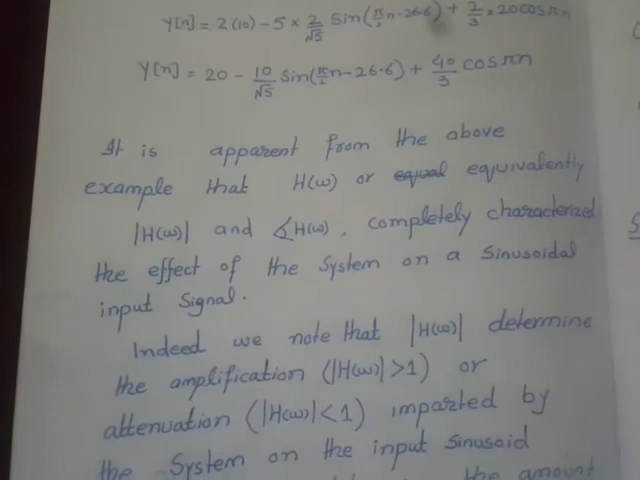 Y[n] = 2(10) - 5 × 2/√5 Sin(π/2 n - 26.6) + 2/3 × 20 cos πn
Y[n] = 20 - 10/√5 Sin(π/2 n - 26.6) + 40/3 cos πn
It is apparent from the above
example that H(ω) or equal equivalently
|H(ω)| and ∡H(ω), completely characterized
the effect of the System on a Sinusoidal
input Signal.
Indeed we note that |H(ω)| determine
the amplification (|H(ω)| > 1) or
attenuation (|H(ω)| < 1) imparted by
the System on the input Sinusoid
the amount